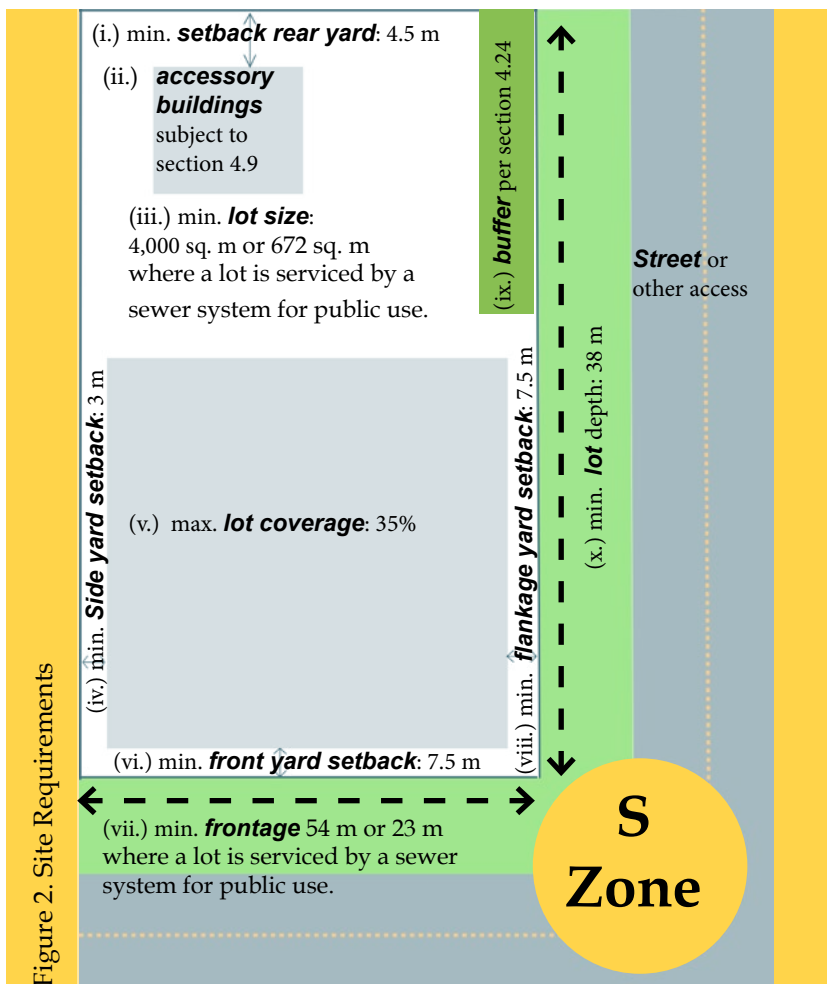 (i.) min. setback rear yard: 4.5 m
(ii.) accessory
buildings
subject to
section 4.9
(iii.) min. lot size:
4,000 sq. m or 672 sq. m
where a lot is serviced by a
sewer system for public use.
(ix.) buffer per section 4.24
Street or
other access
(x.) min. lot depth: 38 m
(iv.) min. Side yard setback: 3 m
(v.) max. lot coverage: 35%
(viii.) min. flankage yard setback: 7.5 m
(vi.) min. front yard setback: 7.5 m
(vii.) min. frontage 54 m or 23 m
where a lot is serviced by a sewer
system for public use.
S
Zone
Figure 2. Site Requirements